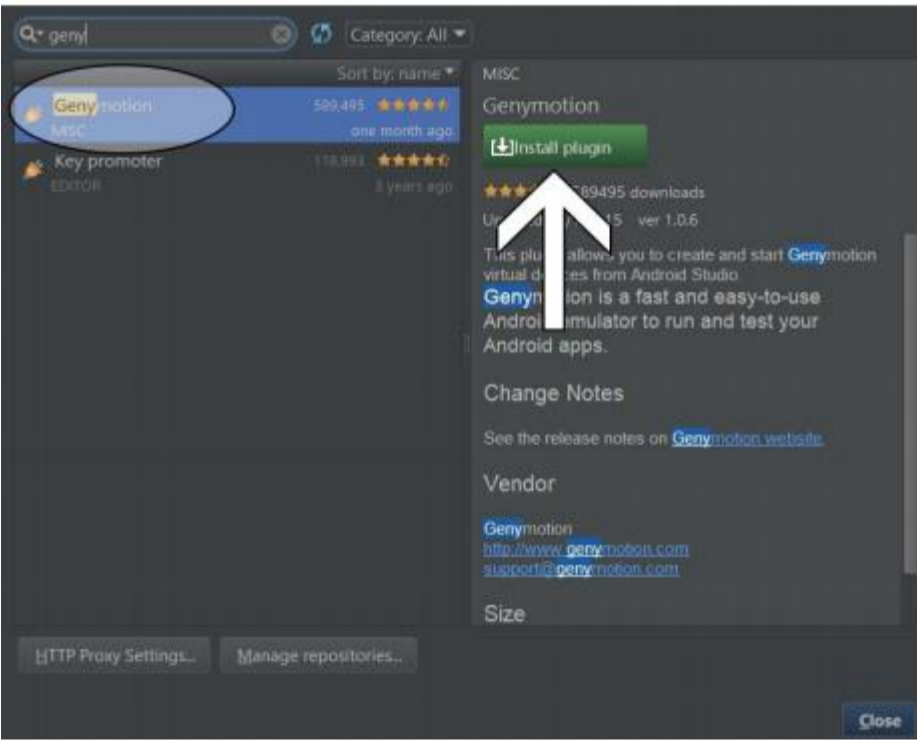 geny
Category: All
Sort by: name
Genymotion
589,495
MISC
one month ago
Key promoter
118,993
EDITOR
3 years ago
MISC
Genymotion
Install plugin
589495 downloads
15 ver 1.0.6
This allows you to create and start Genymotion
virtual from Android Studio
is a fast and easy-to-use
emulator to run and test your
Android apps.
Change Notes
See the release notes on Genymotion website.
Vendor
Genymotion
http://www.genymotion.com
support@genymotion.com
Size
HTTP Proxy Settings...
Manage repositories...
Close